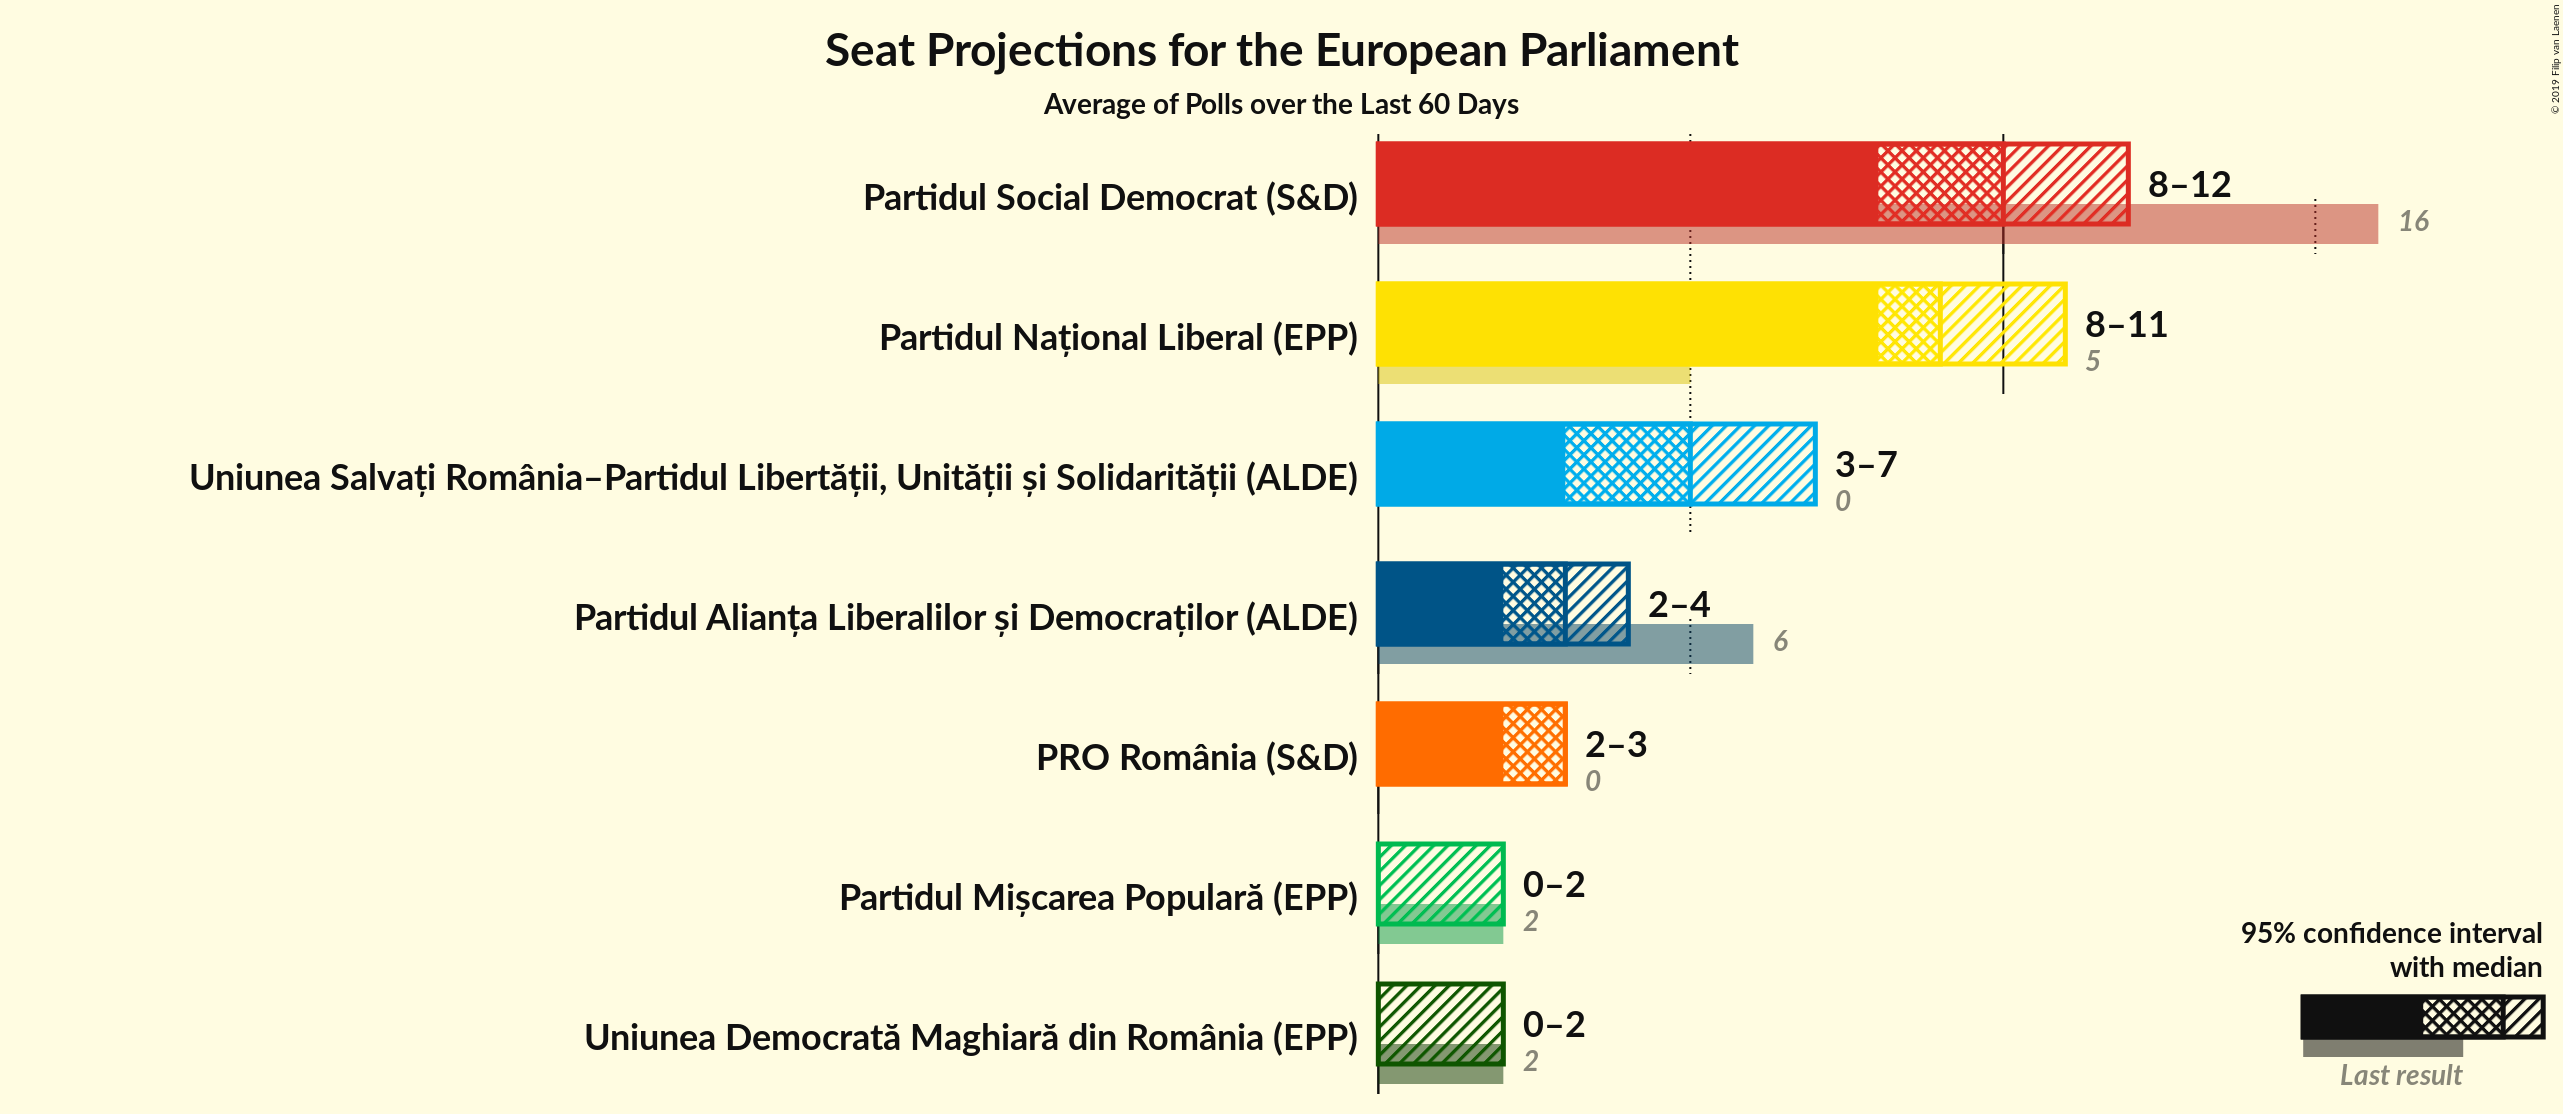 Seat Projections for the European Parliament
Average of Polls over the Last 60 Days
© 2019 Filip van Laenen
Partidul Social Democrat (S&D)
8–12
16
Partidul Național Liberal (EPP)
8–11
5
Uniunea Salvați România–Partidul Libertății, Unității și Solidarității (ALDE)
3–7
0
Partidul Alianța Liberalilor și Democraților (ALDE)
2–4
6
PRO România (S&D)
2–3
0
Partidul Mișcarea Populară (EPP)
0–2
2
Uniunea Democrată Maghiară din România (EPP)
0–2
2
95% confidence interval
with median
Last result